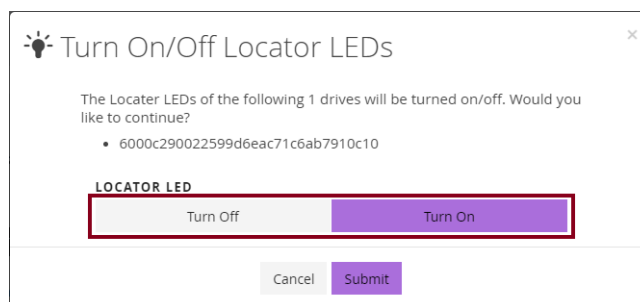 Turn On/Off Locator LEDs
×
The Locater LEDs of the following 1 drives will be turned on/off. Would you
like to continue?
• 6000c290022599d6eac71c6ab7910c10
LOCATOR LED
Turn Off Turn On
Cancel Submit